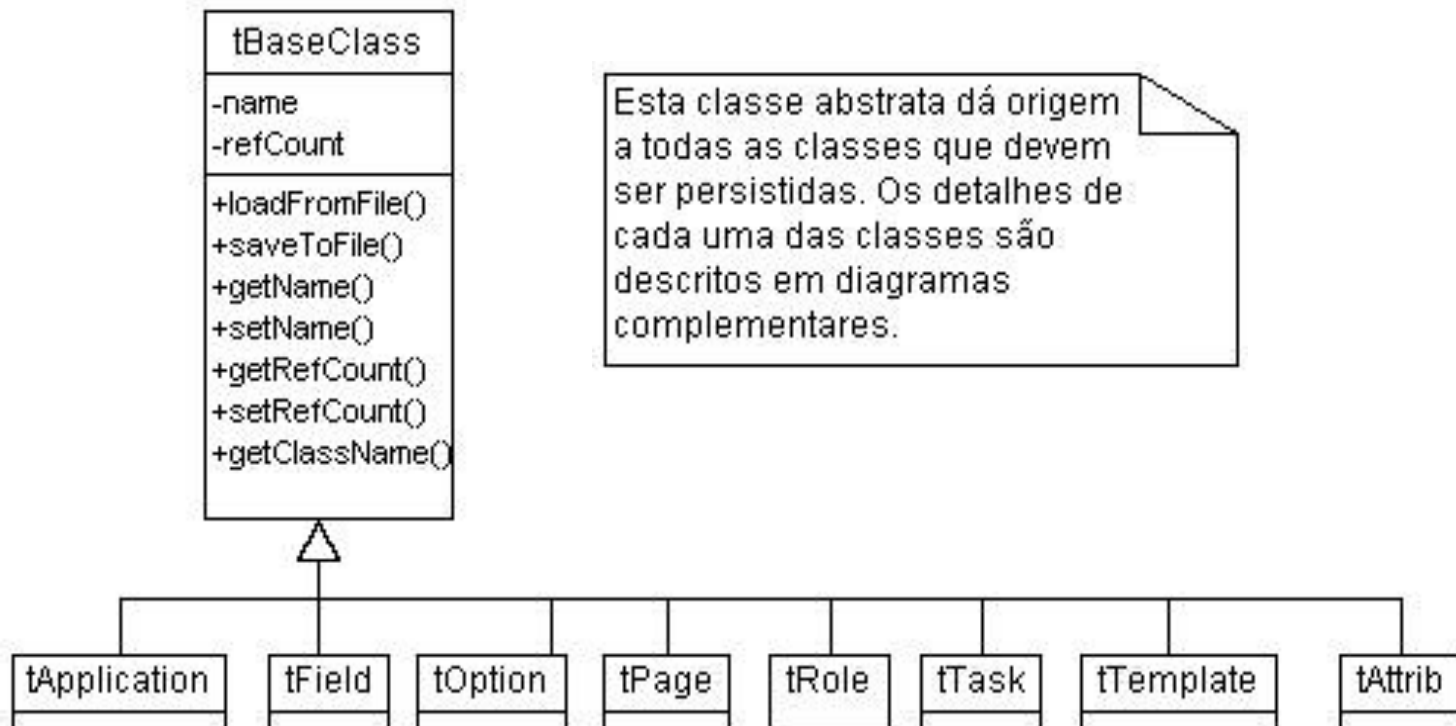 tBaseClass
-name
-refCount
+loadFromFile()
+saveToFile()
+getName()
+setName()
+getRefCount()
+setRefCount()
+getClassName()
Esta classe abstrata dá origem
a todas as classes que devem
ser persistidas. Os detalhes de
cada uma das classes são
descritos em diagramas
complementares.
tApplication
tField
tOption
tPage
tRole
tTask
tTemplate
tAttrib